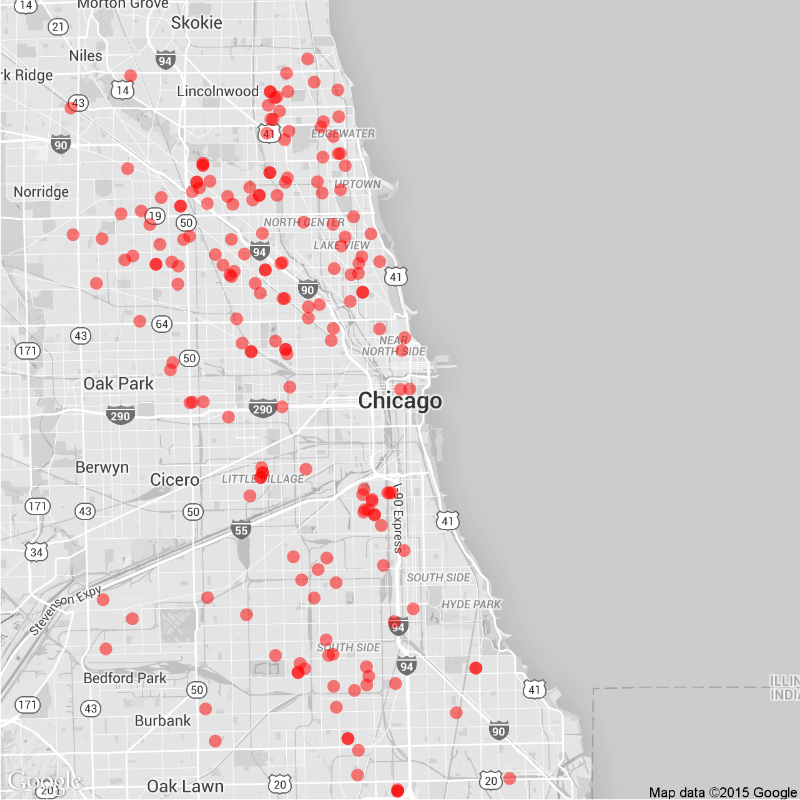 14
Morton Grove
21
Skokie
Niles
94
rk Ridge
14
Lincolnwood
43
41
EDGEWATER
90
Norridge
UPTOWN
19
50
NORTH CENTER
LAKE VIEW
94
41
90
64
43
171
NEAR
NORTH SIDE
50
Oak Park
290
290
Chicago
Berwyn
Cicero
LITTLE VILLAGE
171
43
50
I-90 Express
41
55
34
SOUTH SIDE
Stevenson Expy
HYDE PARK
94
SOUTH SIDE
94
Bedford Park
50
41
ILLIN
INDIA
171
43
Burbank
90
Google
20
Oak Lawn
20
20
Map data ©2015 Google